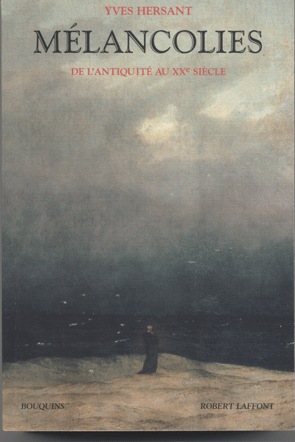 YVES HERSANT
MÉLANCOLIES
DE L'ANTIQUITÉ AU XXᵉ SIÈCLE
BOUQUINS
ROBERT LAFFONT